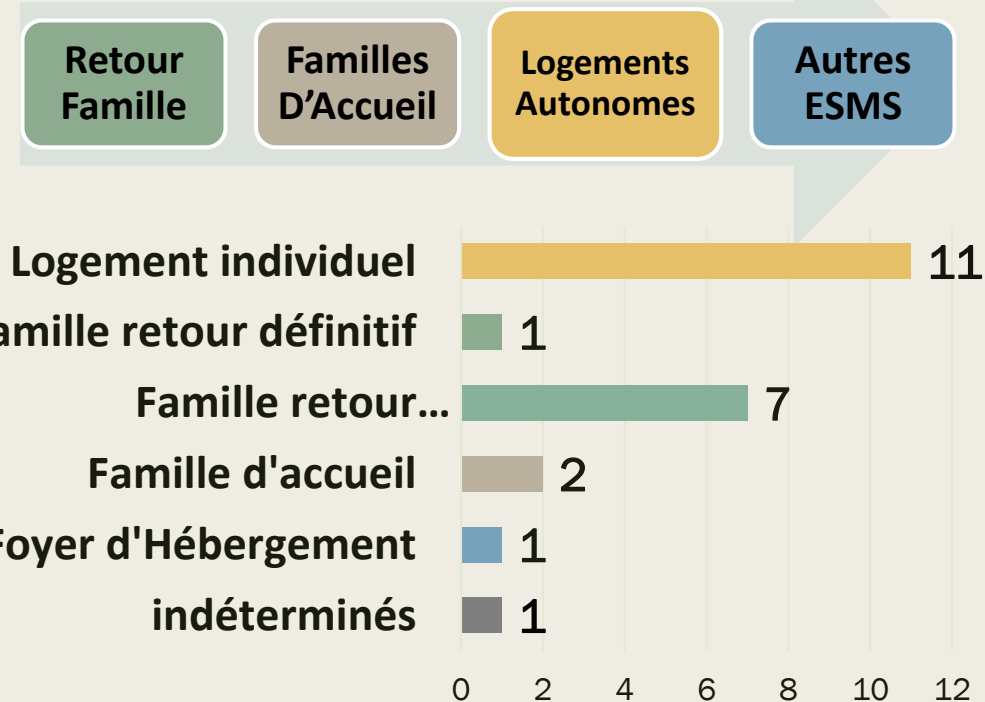 Retour
Famille
Familles
D'Accueil
Logements
Autonomes
Autres
ESMS
Logement individuel 11
amille retour définitif 1
Famille retour… 7
Famille d'accueil 2
Foyer d'Hébergement 1
indéterminés 1
0 2 4 6 8 10 12